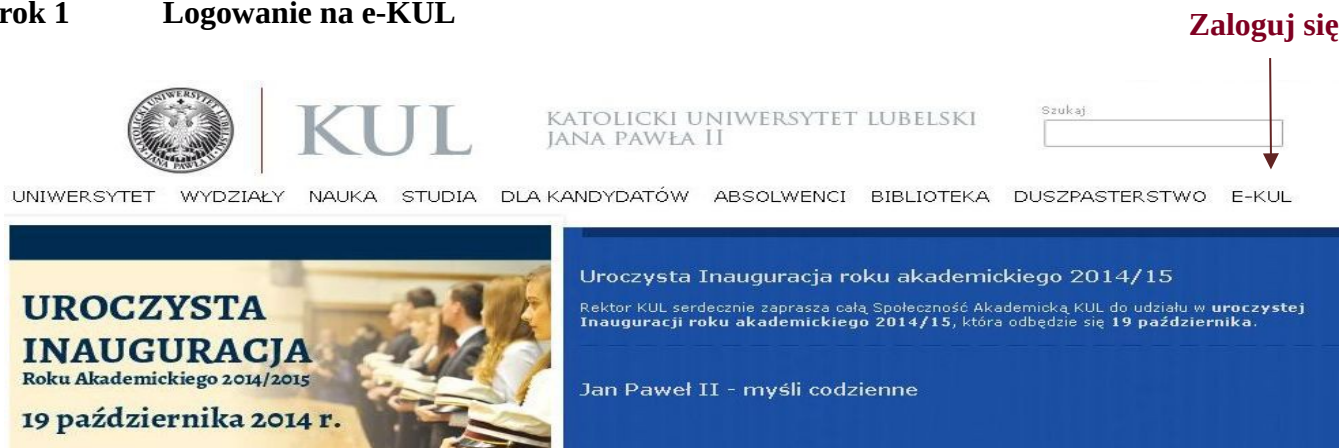 rok 1 Logowanie na e-KUL
Zaloguj się
KUL
KATOLICKI UNIWERSYTET LUBELSKI
JANA PAWŁA II
Szukaj
UNIWERSYTET WYDZIAŁY NAUKA STUDIA DLA KANDYDATÓW ABSOLWENCI BIBLIOTEKA DUSZPASTERSTWO E-KUL
UROCZYSTA
INAUGURACJA
Roku Akademickiego 2014/2015
19 października 2014 r.
Uroczysta Inauguracja roku akademickiego 2014/15
Rektor KUL serdecznie zaprasza całą Społeczność Akademicką KUL do udziału w uroczystej
Inauguracji roku akademickiego 2014/15, która odbędzie się 19 październikа.
Jan Paweł II - myśli codzienne